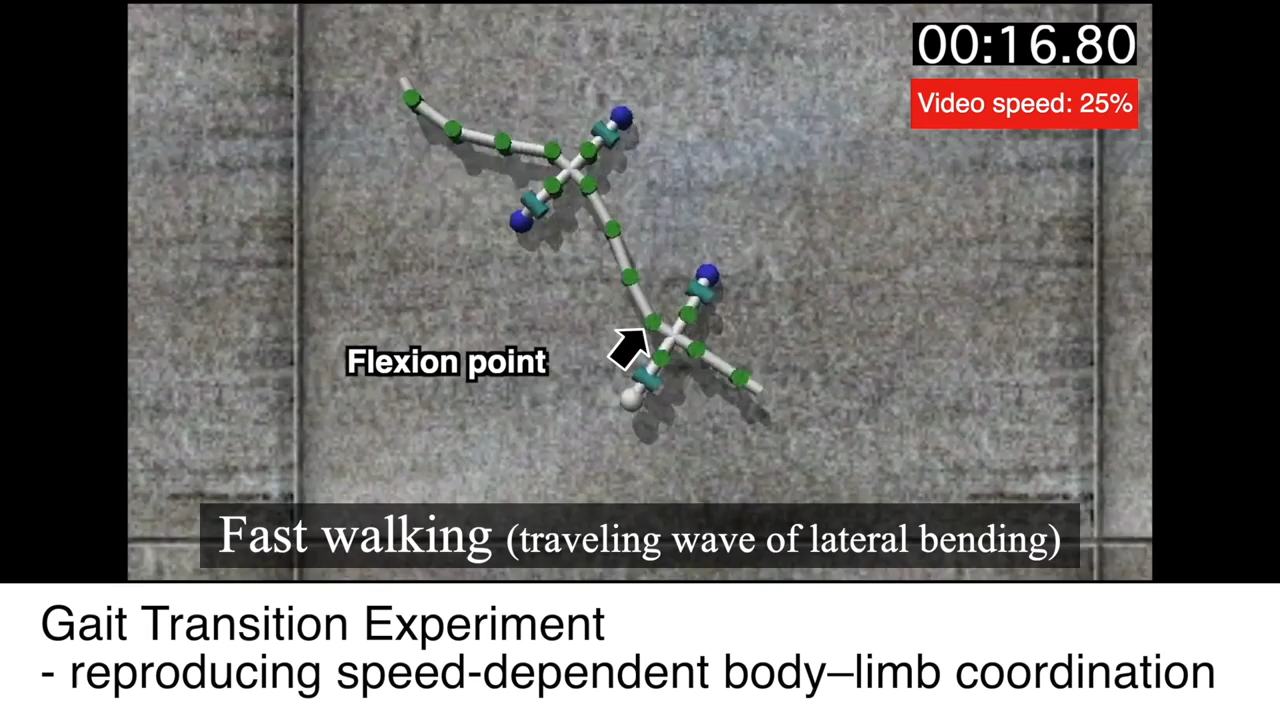 00:16.80
Video speed: 25%
Flexion point
Fast walking (traveling wave of lateral bending)
Gait Transition Experiment
- reproducing speed-dependent body–limb coordination